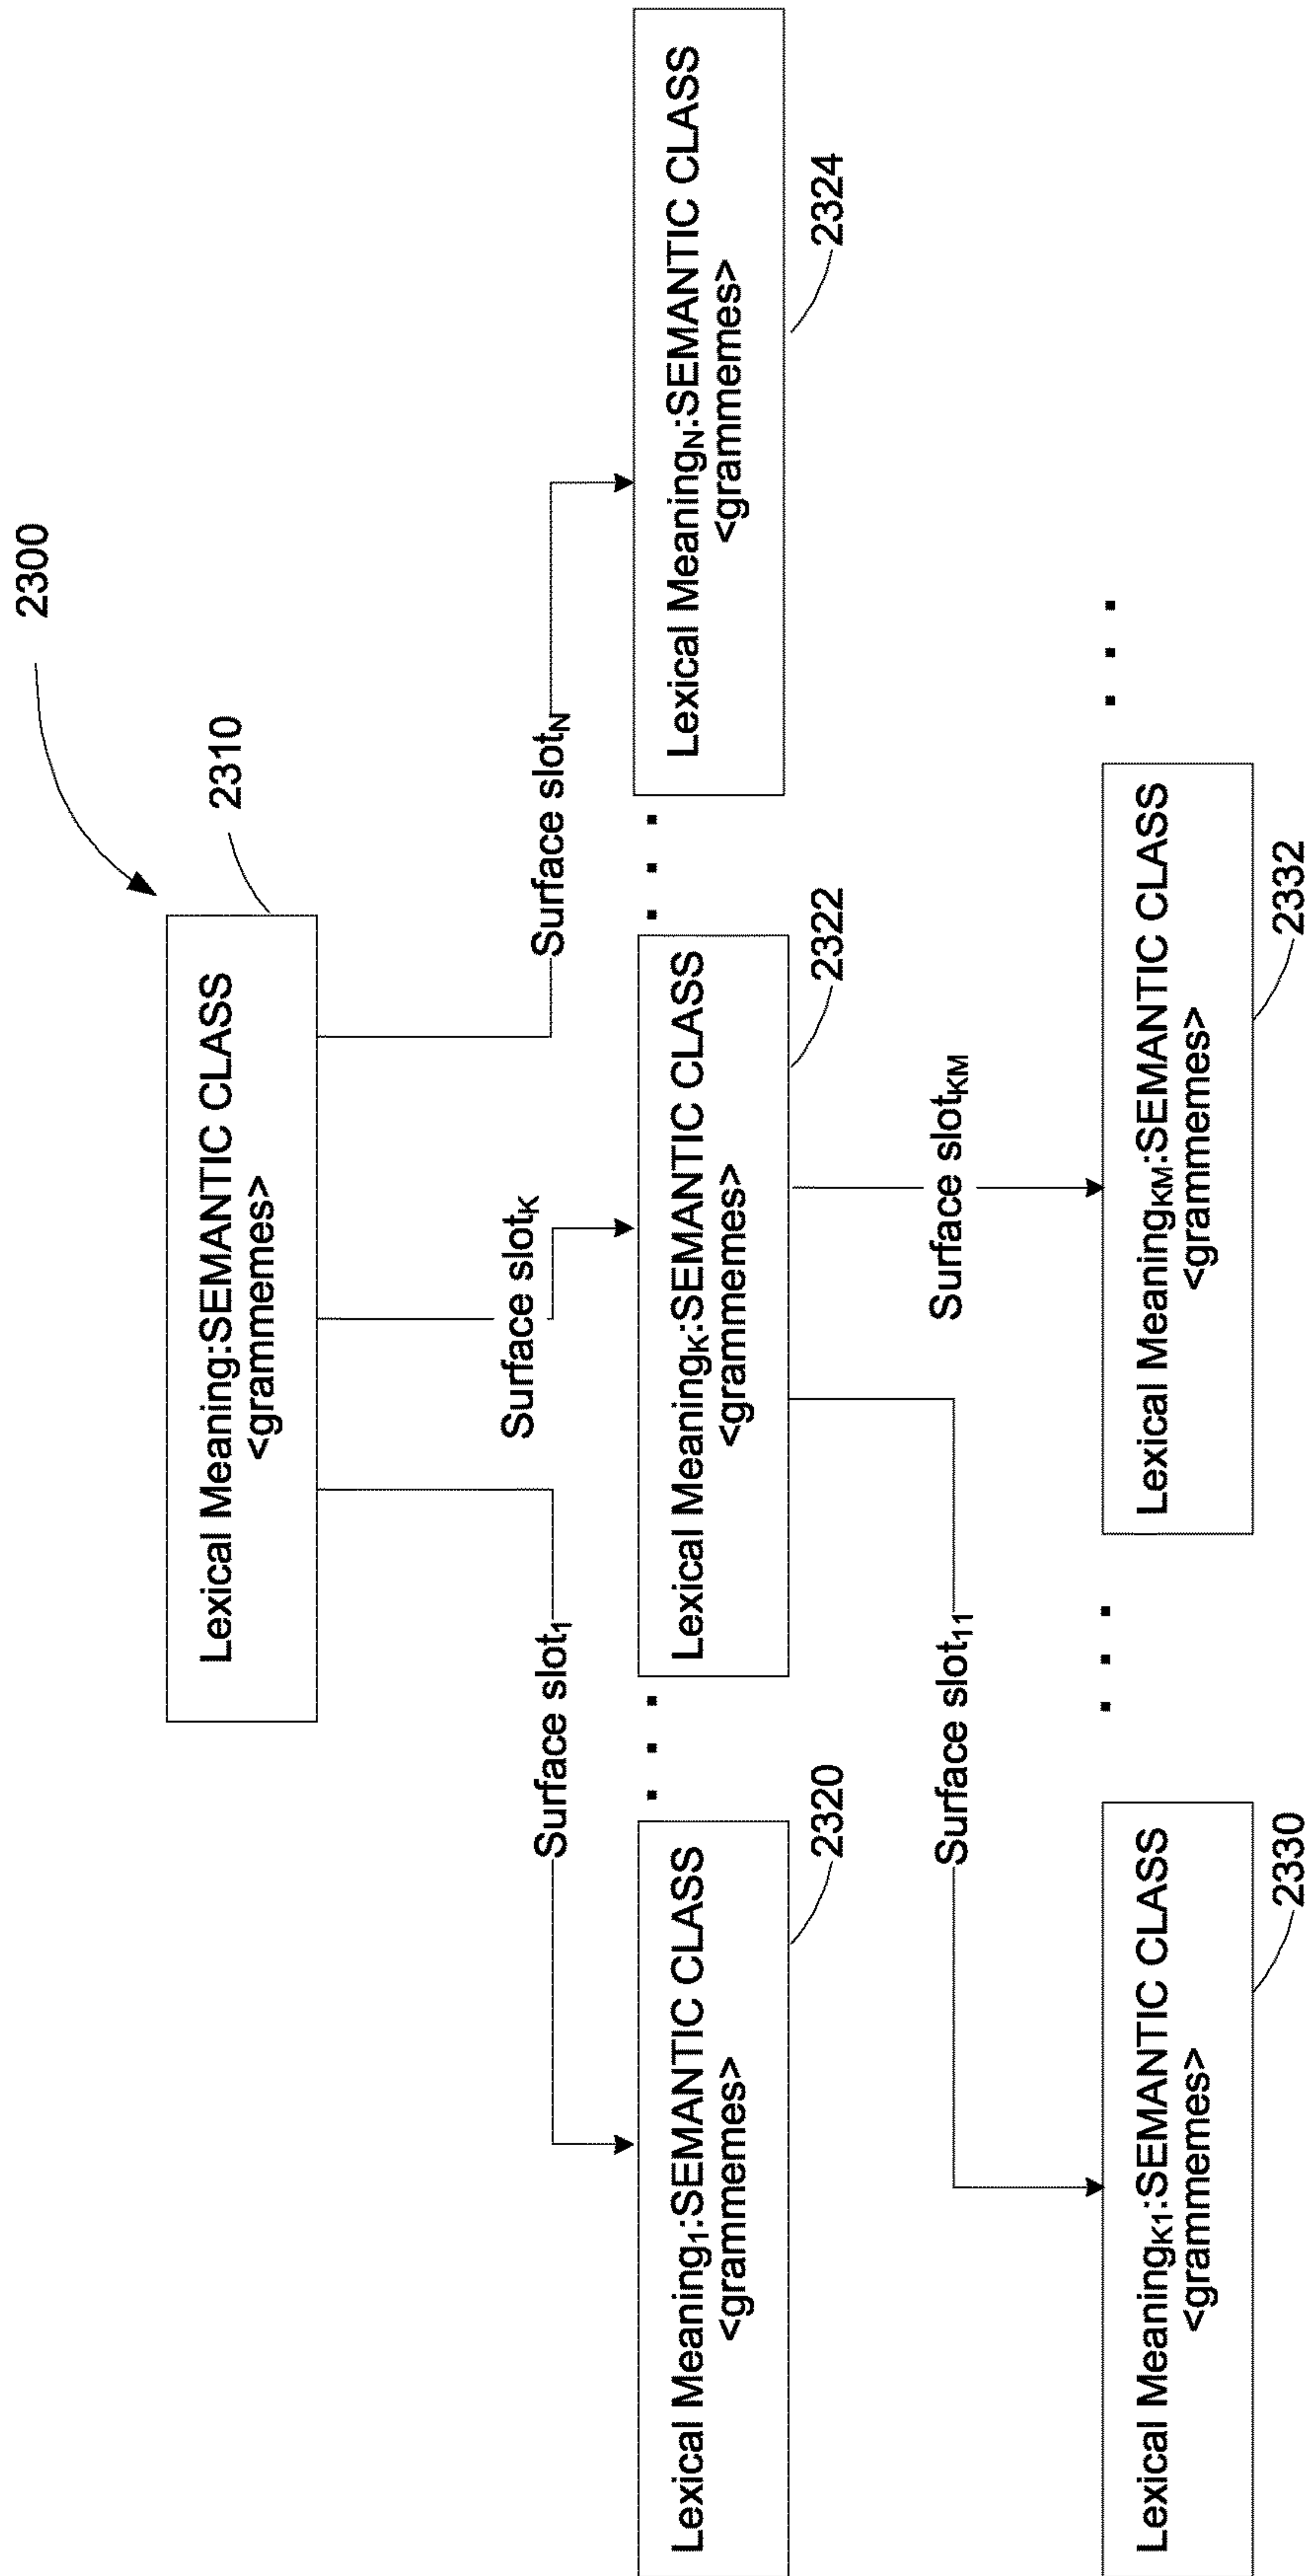 2300
2310
Lexical Meaning:SEMANTIC CLASS
<grammemes>
Surface slot₁
Surface slotK
Surface slotN
Lexical Meaning₁:SEMANTIC CLASS
<grammemes>
2320
. . .
Lexical MeaningK:SEMANTIC CLASS
<grammemes>
2322
. . .
Lexical MeaningN:SEMANTIC CLASS
<grammemes>
2324
Surface slot₁₁
Surface slotKM
Lexical MeaningK1:SEMANTIC CLASS
<grammemes>
2330
. . .
Lexical MeaningKM:SEMANTIC CLASS
<grammemes>
2332
. . .